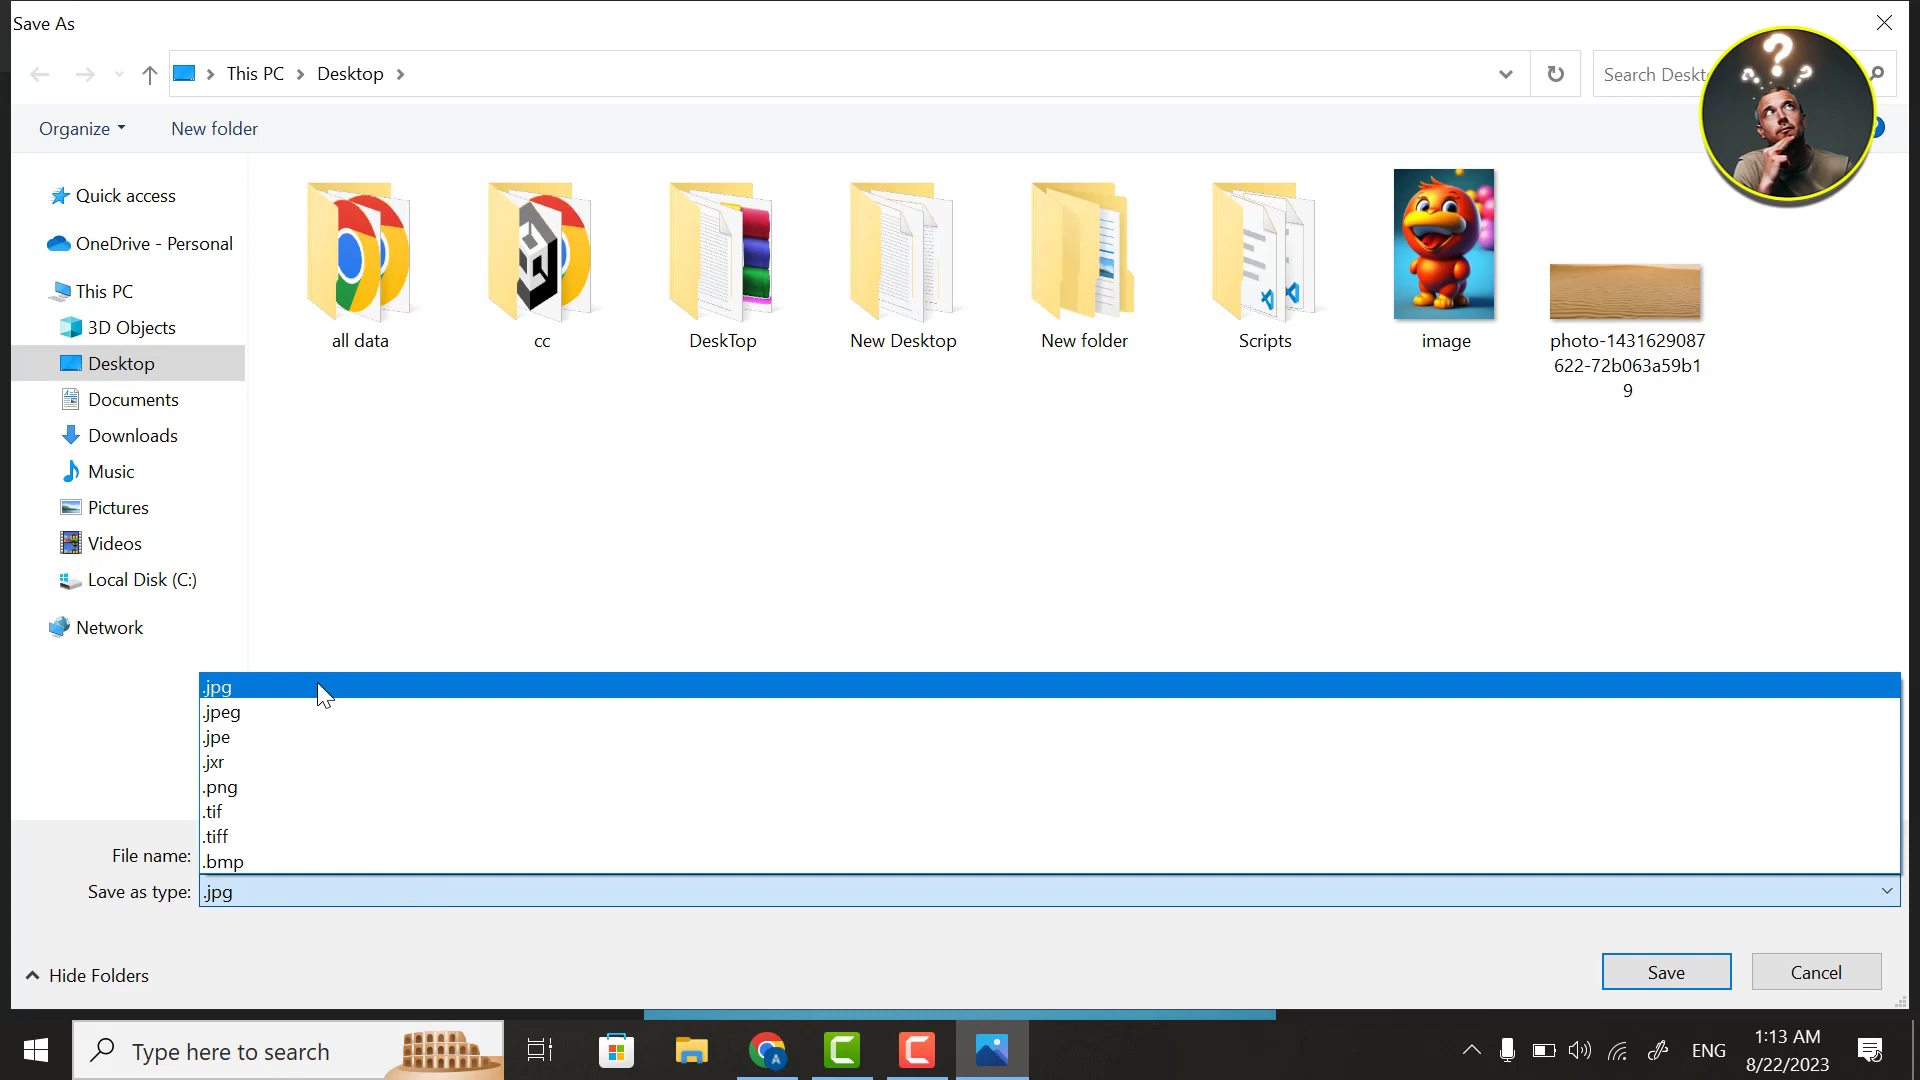 Save As
This PC
Desktop
Search Deskt
Organize
New folder
Quick access
OneDrive - Personal
This PC
3D Objects
Desktop
Documents
Downloads
Music
Pictures
Videos
Local Disk (C:)
Network
all data
cc
DeskTop
New Desktop
New folder
Scripts
image
photo-1431629087
622-72b063a59b1
9
.jpg
.jpeg
.jpe
.jxr
.png
.tif
.tiff
.bmp
File name:
Save as type: .jpg
Hide Folders
Save
Cancel
Type here to search
A
ENG
1:13 AM
8/22/2023